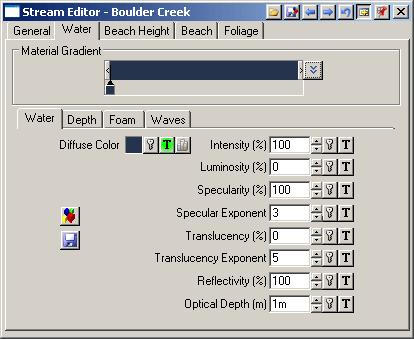 Stream Editor - Boulder Creek
General Water Beach Height Beach Foliage
Material Gradient
Water Depth Foam Waves
Diffuse Color T Intensity (%) 100 T
Luminosity (%) 0 T
Specularity (%) 100 T
Specular Exponent 3 T
Translucency (%) 0 T
Translucency Exponent 5 T
Reflectivity (%) 100 T
Optical Depth (m) 1m T